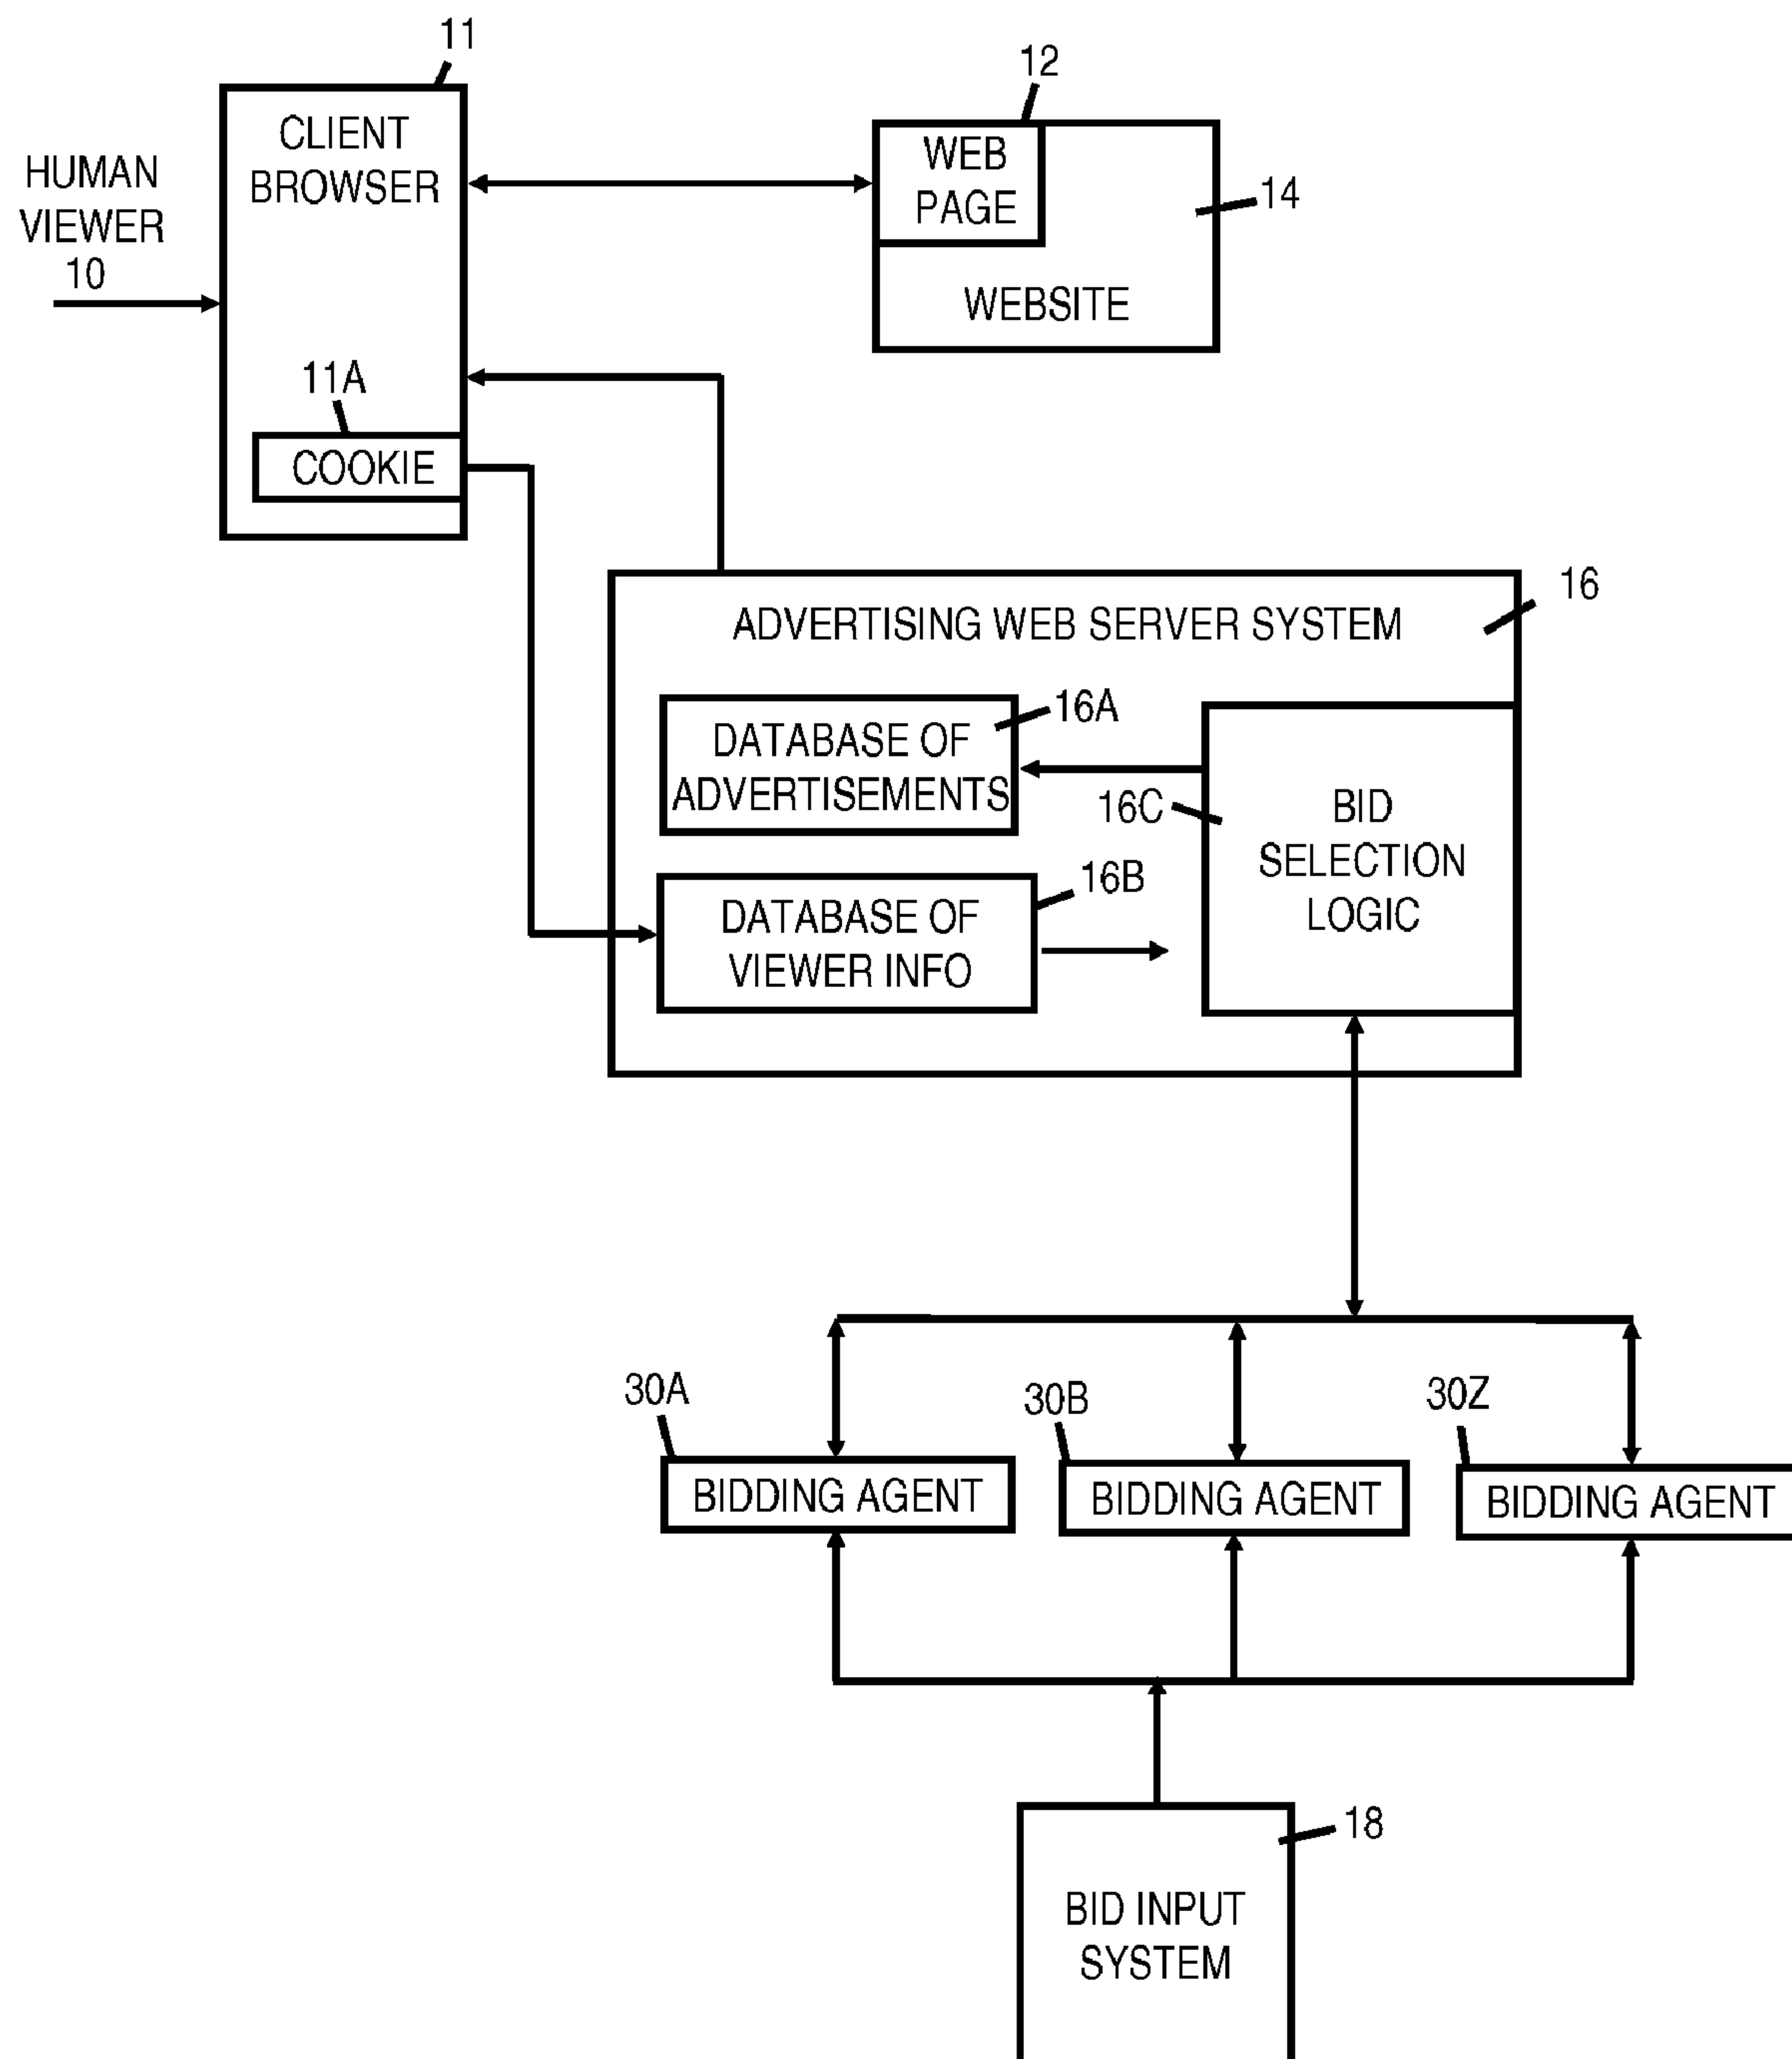 11
CLIENT
BROWSER
HUMAN
VIEWER
10
12
WEB
PAGE
14
WEBSITE
11A
COOKIE
16
ADVERTISING WEB SERVER SYSTEM
16A
DATABASE OF
ADVERTISEMENTS
16C
BID
SELECTION
LOGIC
16B
DATABASE OF
VIEWER INFO
30A
BIDDING AGENT
30B
BIDDING AGENT
30Z
BIDDING AGENT
18
BID INPUT
SYSTEM